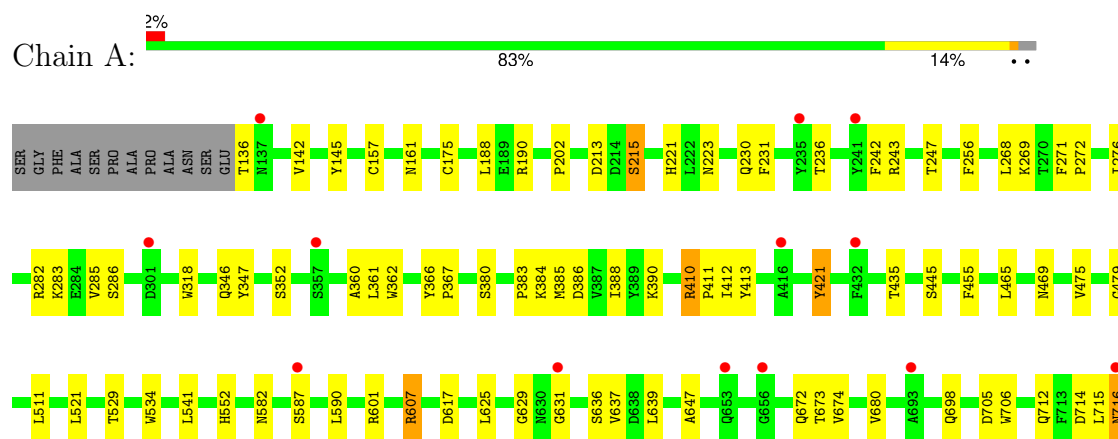 2%
Chain A:
83% 14% • •
SER GLY PHE ALA SER PRO ALA PRO ALA ASN SER GLU T136 N137 V142 Y145 C157 N161 C175 L188 E189 R190 P202 D213 D214 S215 H221 L222 N223 Q230 F231 Y235 T236 Y241 F242 R243 T247 F256 L268 K269 T270 F271 P272
R282 K283 E284 V285 S286 D301 W318 Q346 Y347 S352 S357 A360 L361 W362 Y366 P367 S380 P383 K384 M385 D386 V387 I388 Y389 K390 R410 P411 I412 Y413 A416 Y421 F432 T435 S445 F455 L465 N469 V475
L511 L521 T529 W534 L541 H552 N582 S587 L590 R601 R607 D617 L625 G629 N630 G631 S636 V637 D638 L639 A647 Q653 G656 Q672 T673 V674 V680 A693 Q698 D705 W706 Q712 F713 D714 L715